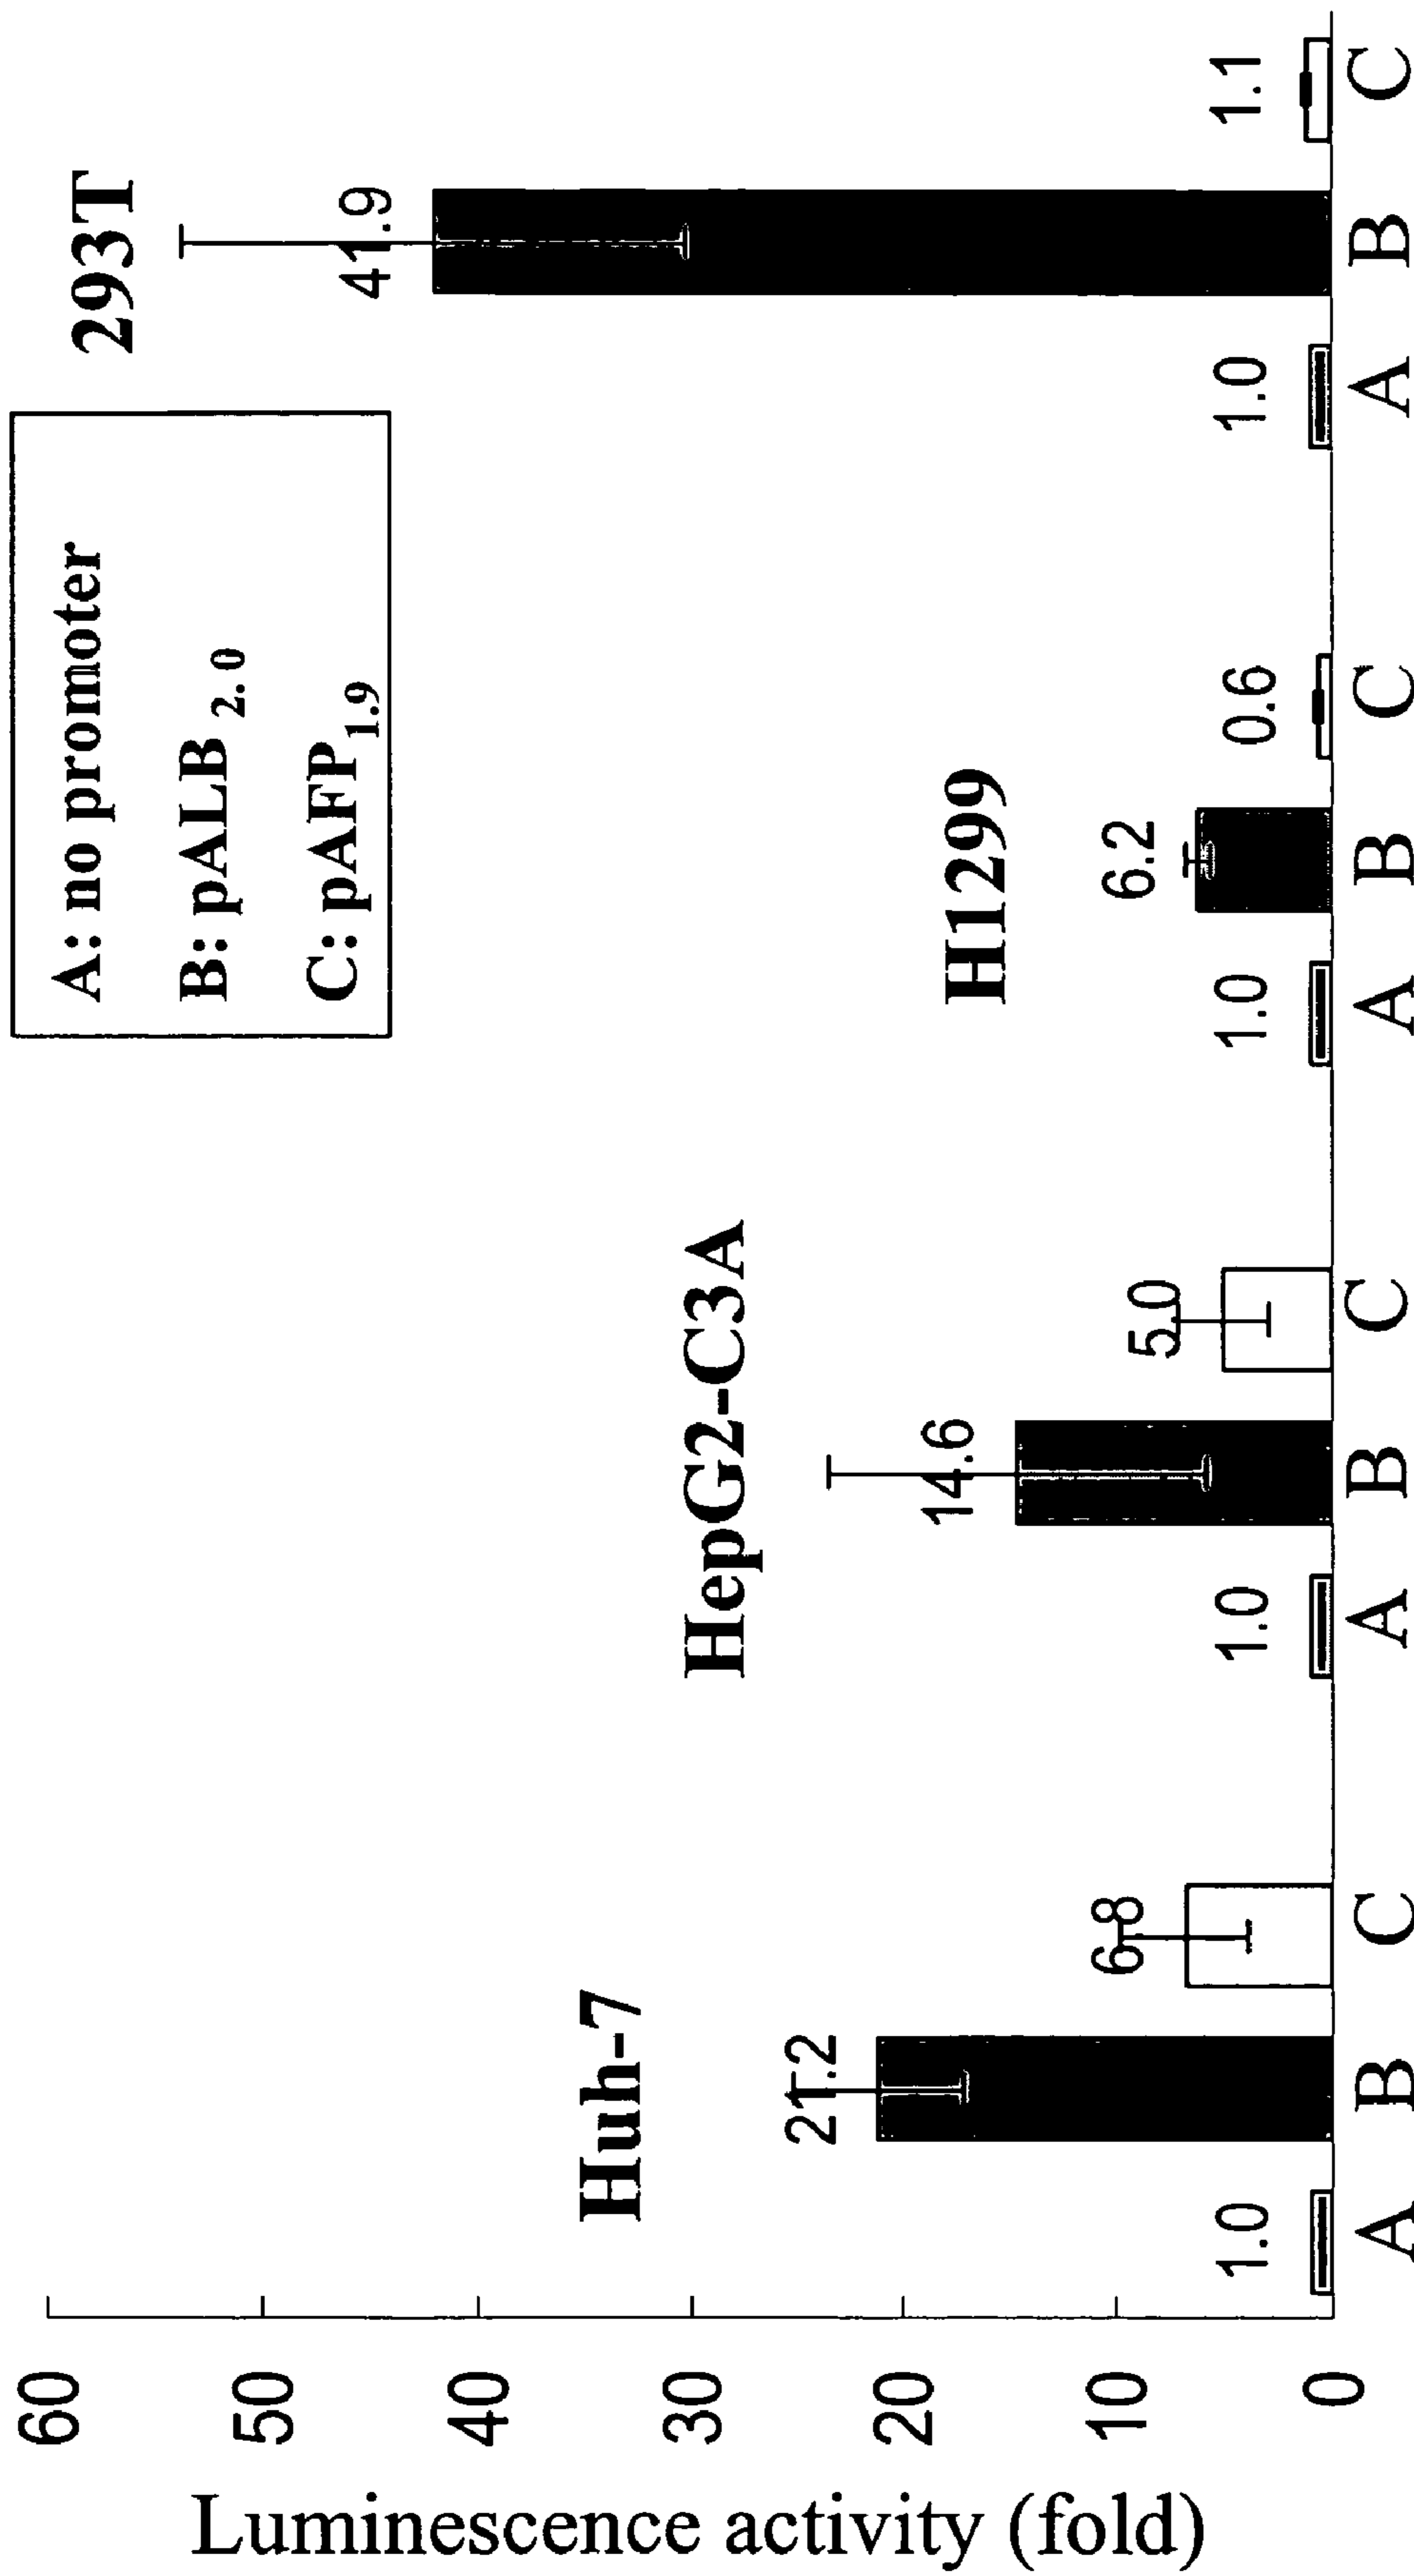 A: no promoter
B: pALB2.0
C: pAFP1.9
Luminescence activity (fold)
60
50
40
30
20
10
0
Huh-7
HepG2-C3A
H1299
293T
1.0
21.2
6.8
1.0
14.6
5.0
1.0
6.2
0.6
1.0
41.9
1.1
A B C A B C A B C A B C